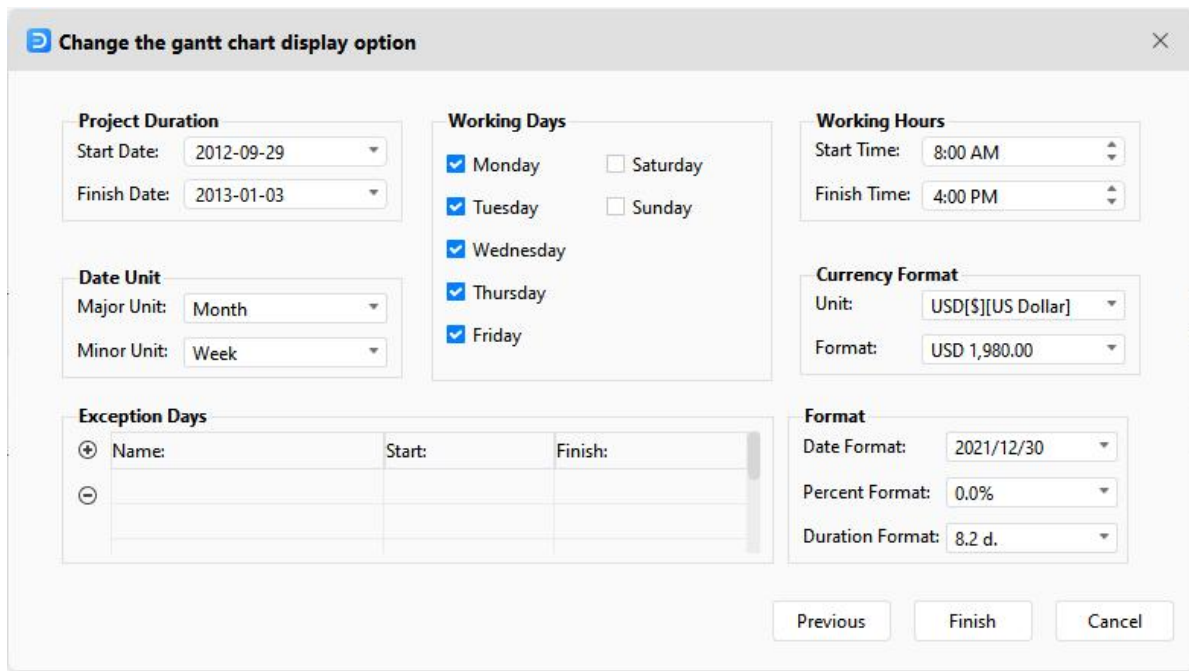 Change the gantt chart display option
Project Duration
Start Date: 2012-09-29
Finish Date: 2013-01-03
Working Days
Monday
Saturday
Tuesday
Sunday
Wednesday
Thursday
Friday
Working Hours
Start Time: 8:00 AM
Finish Time: 4:00 PM
Date Unit
Major Unit: Month
Minor Unit: Week
Currency Format
Unit: USD[$][US Dollar]
Format: USD 1,980.00
Exception Days
Name: Start: Finish:
Format
Date Format: 2021/12/30
Percent Format: 0.0%
Duration Format: 8.2 d.
Previous Finish Cancel